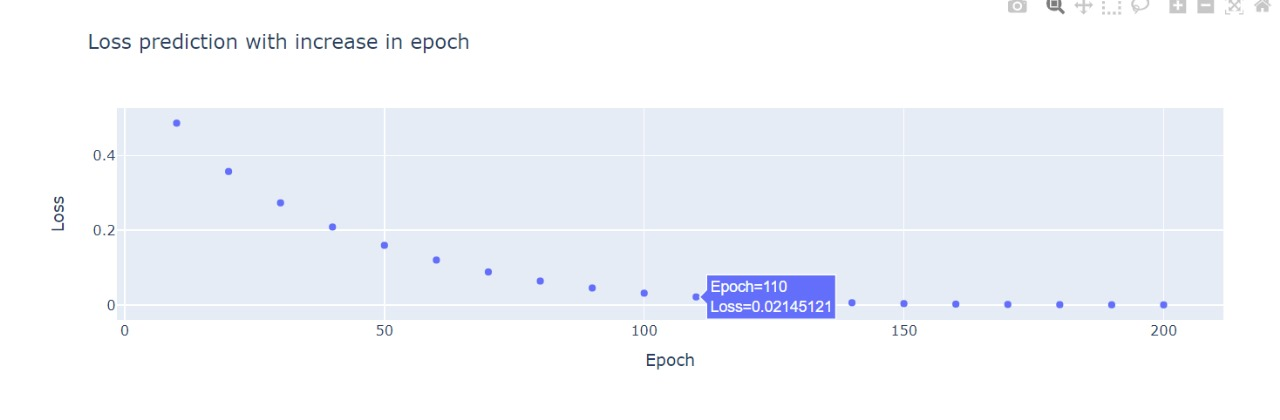 Loss prediction with increase in epoch
0.4
0.2
0
Loss
Epoch=110
Loss=0.02145121
0 50 100 150 200
Epoch